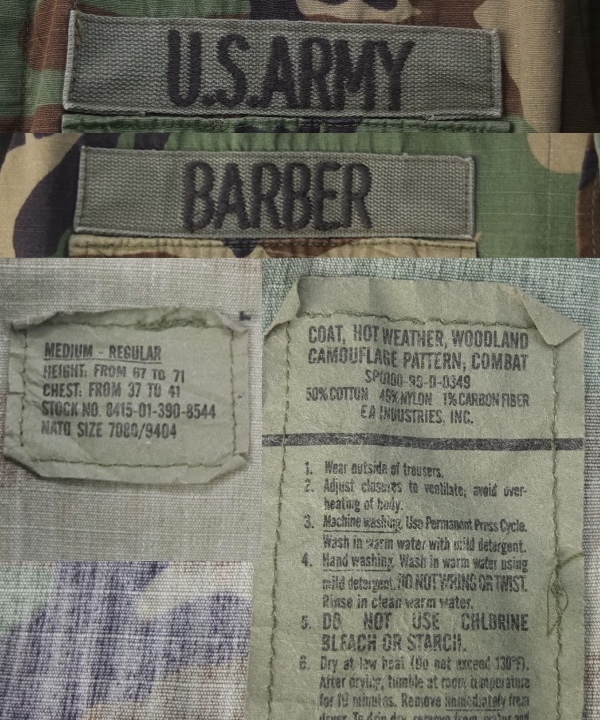 U.S.ARMY
BARBER
MEDIUM - REGULAR
HEIGHT: FROM 67 TO 71
CHEST: FROM 37 TO 41
STOCK NO. 8415-01-390-8544
NATO SIZE 7080/9404
COAT, HOT WEATHER, WOODLAND
CAMOUFLAGE PATTERN, COMBAT
50% COTTON 49% NYLON 1% CARBON FIBER
EA INDUSTRIES, INC.
1. Wear outside of trousers.
2. Adjust closures to ventilate; avoid over-
heating of body.
3. Machine washing. Use Permanent Press Cycle.
Wash in warm water with mild detergent.
4. Hand washing. Wash in warm water using
mild detergent. DO NOT WRING OR TWIST.
Rinse in clean warm water.
5. DO NOT USE CHLORINE
BLEACH OR STARCH.
6. Dry at low heat (Do not exceed 130°F).
After drying, tumble at room temperature
for 10 minutes. Remove immediately from